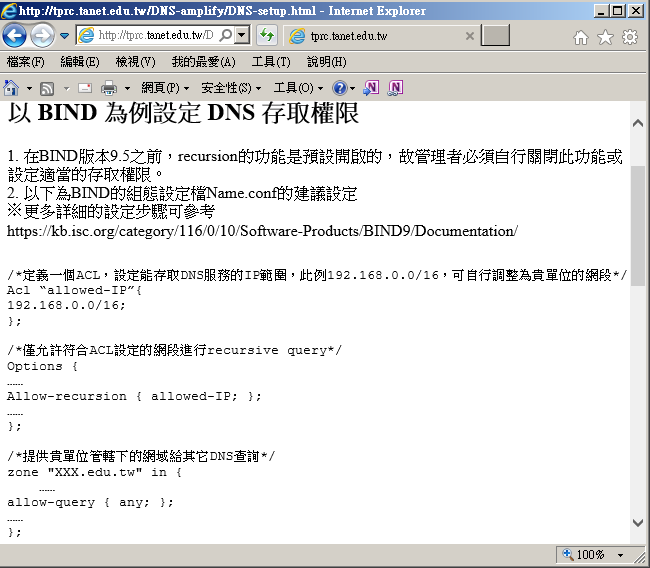 http://tprc.tanet.edu.tw/DNS-amplify/DNS-setup.html - Internet Explorer
http://tprc.tanet.edu.tw/D
tprc.tanet.edu.tw
檔案(F) 編輯(E) 檢視(V) 我的最愛(A) 工具(T) 說明(H)
網頁(P) 安全性(S) 工具(O)
以 BIND 為例設定 DNS 存取權限
1. 在BIND版本9.5之前，recursion的功能是預設開啟的，故管理者必須自行關閉此功能或
設定適當的存取權限。
2. 以下為BIND的組態設定檔Name.conf的建議設定
※更多詳細的設定步驟可參考
https://kb.isc.org/category/116/0/10/Software-Products/BIND9/Documentation/
/*定義一個ACL，設定能存取DNS服務的IP範圍，此例192.168.0.0/16，可自行調整為貴單位的網段*/
Acl “allowed-IP”{
192.168.0.0/16;
};
/*僅允許符合ACL設定的網段進行recursive query*/
Options {
……
Allow-recursion { allowed-IP; };
……
};
/*提供貴單位管轄下的網域給其它DNS查詢*/
zone "XXX.edu.tw" in {
……
allow-query { any; };
……
};
100%